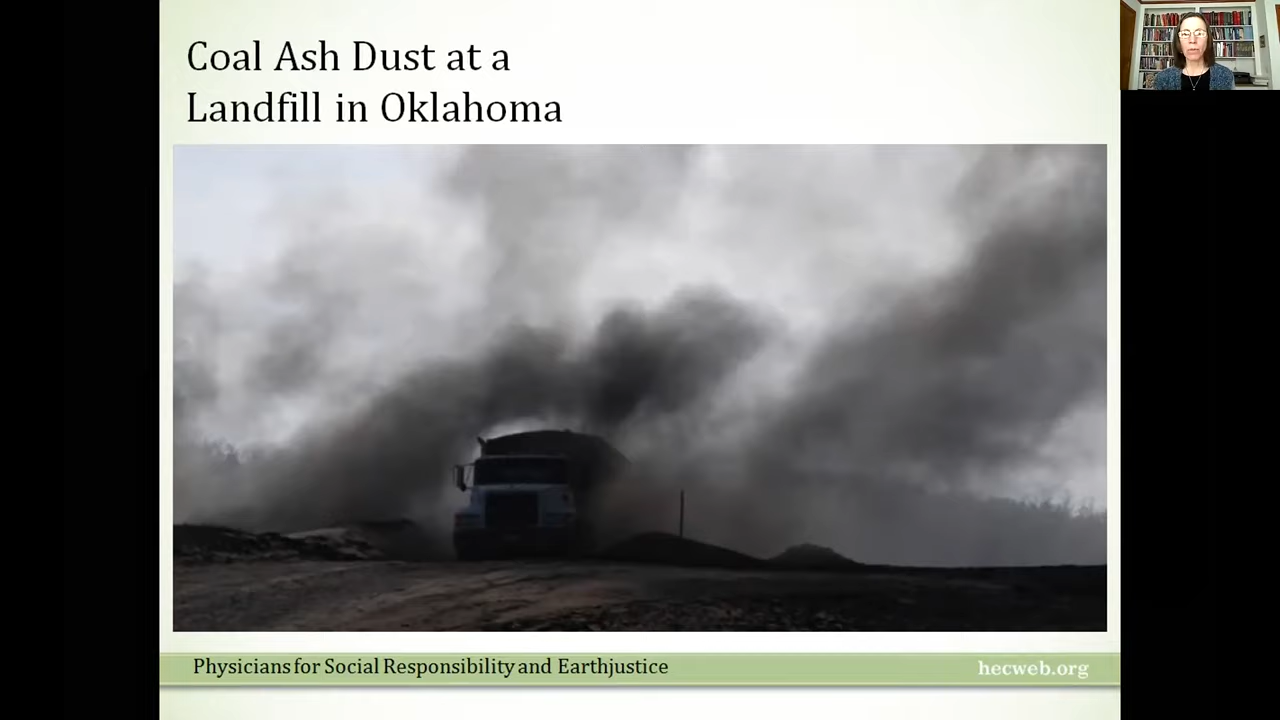 Coal Ash Dust at a
Landfill in Oklahoma
Physicians for Social Responsibility and Earthjustice
hecweb.org